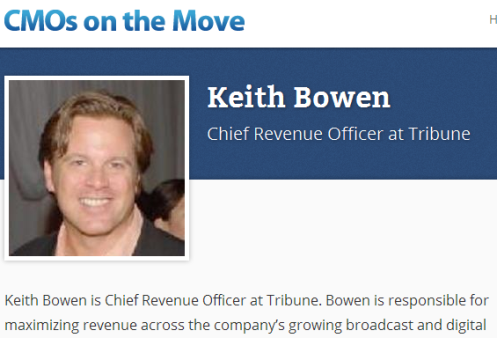 CMOs on the Move
H
Keith Bowen
Chief Revenue Officer at Tribune
Keith Bowen is Chief Revenue Officer at Tribune. Bowen is responsible for
maximizing revenue across the company's growing broadcast and digital